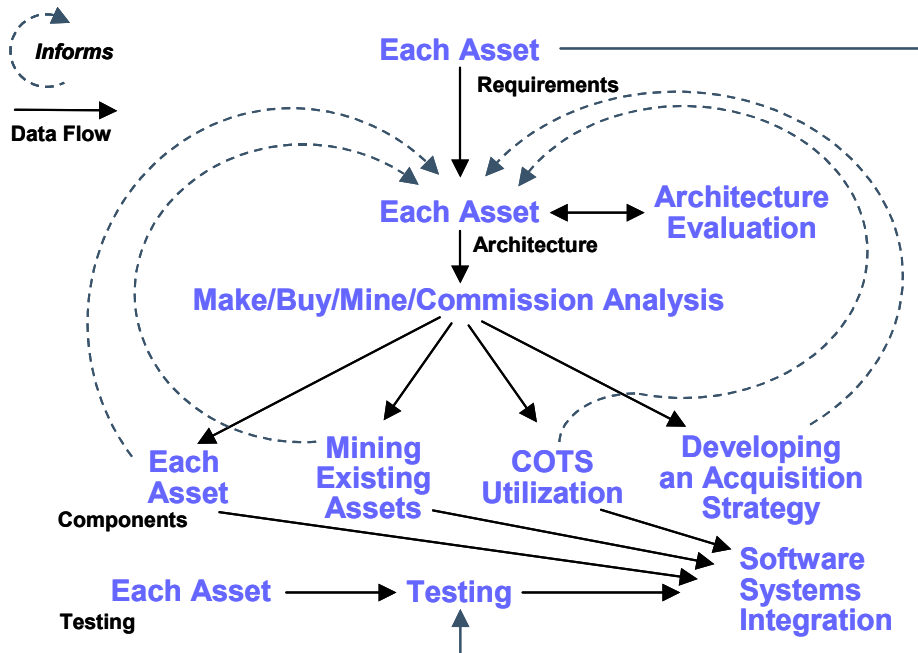 Informs
Each Asset
Requirements
Data Flow
Each Asset
Architecture
Evaluation
Architecture
Make/Buy/Mine/Commission Analysis
Each
Asset
Components
Mining
Existing
Assets
COTS
Utilization
Developing
an Acquisition
Strategy
Software
Systems
Integration
Each Asset
Testing
Testing